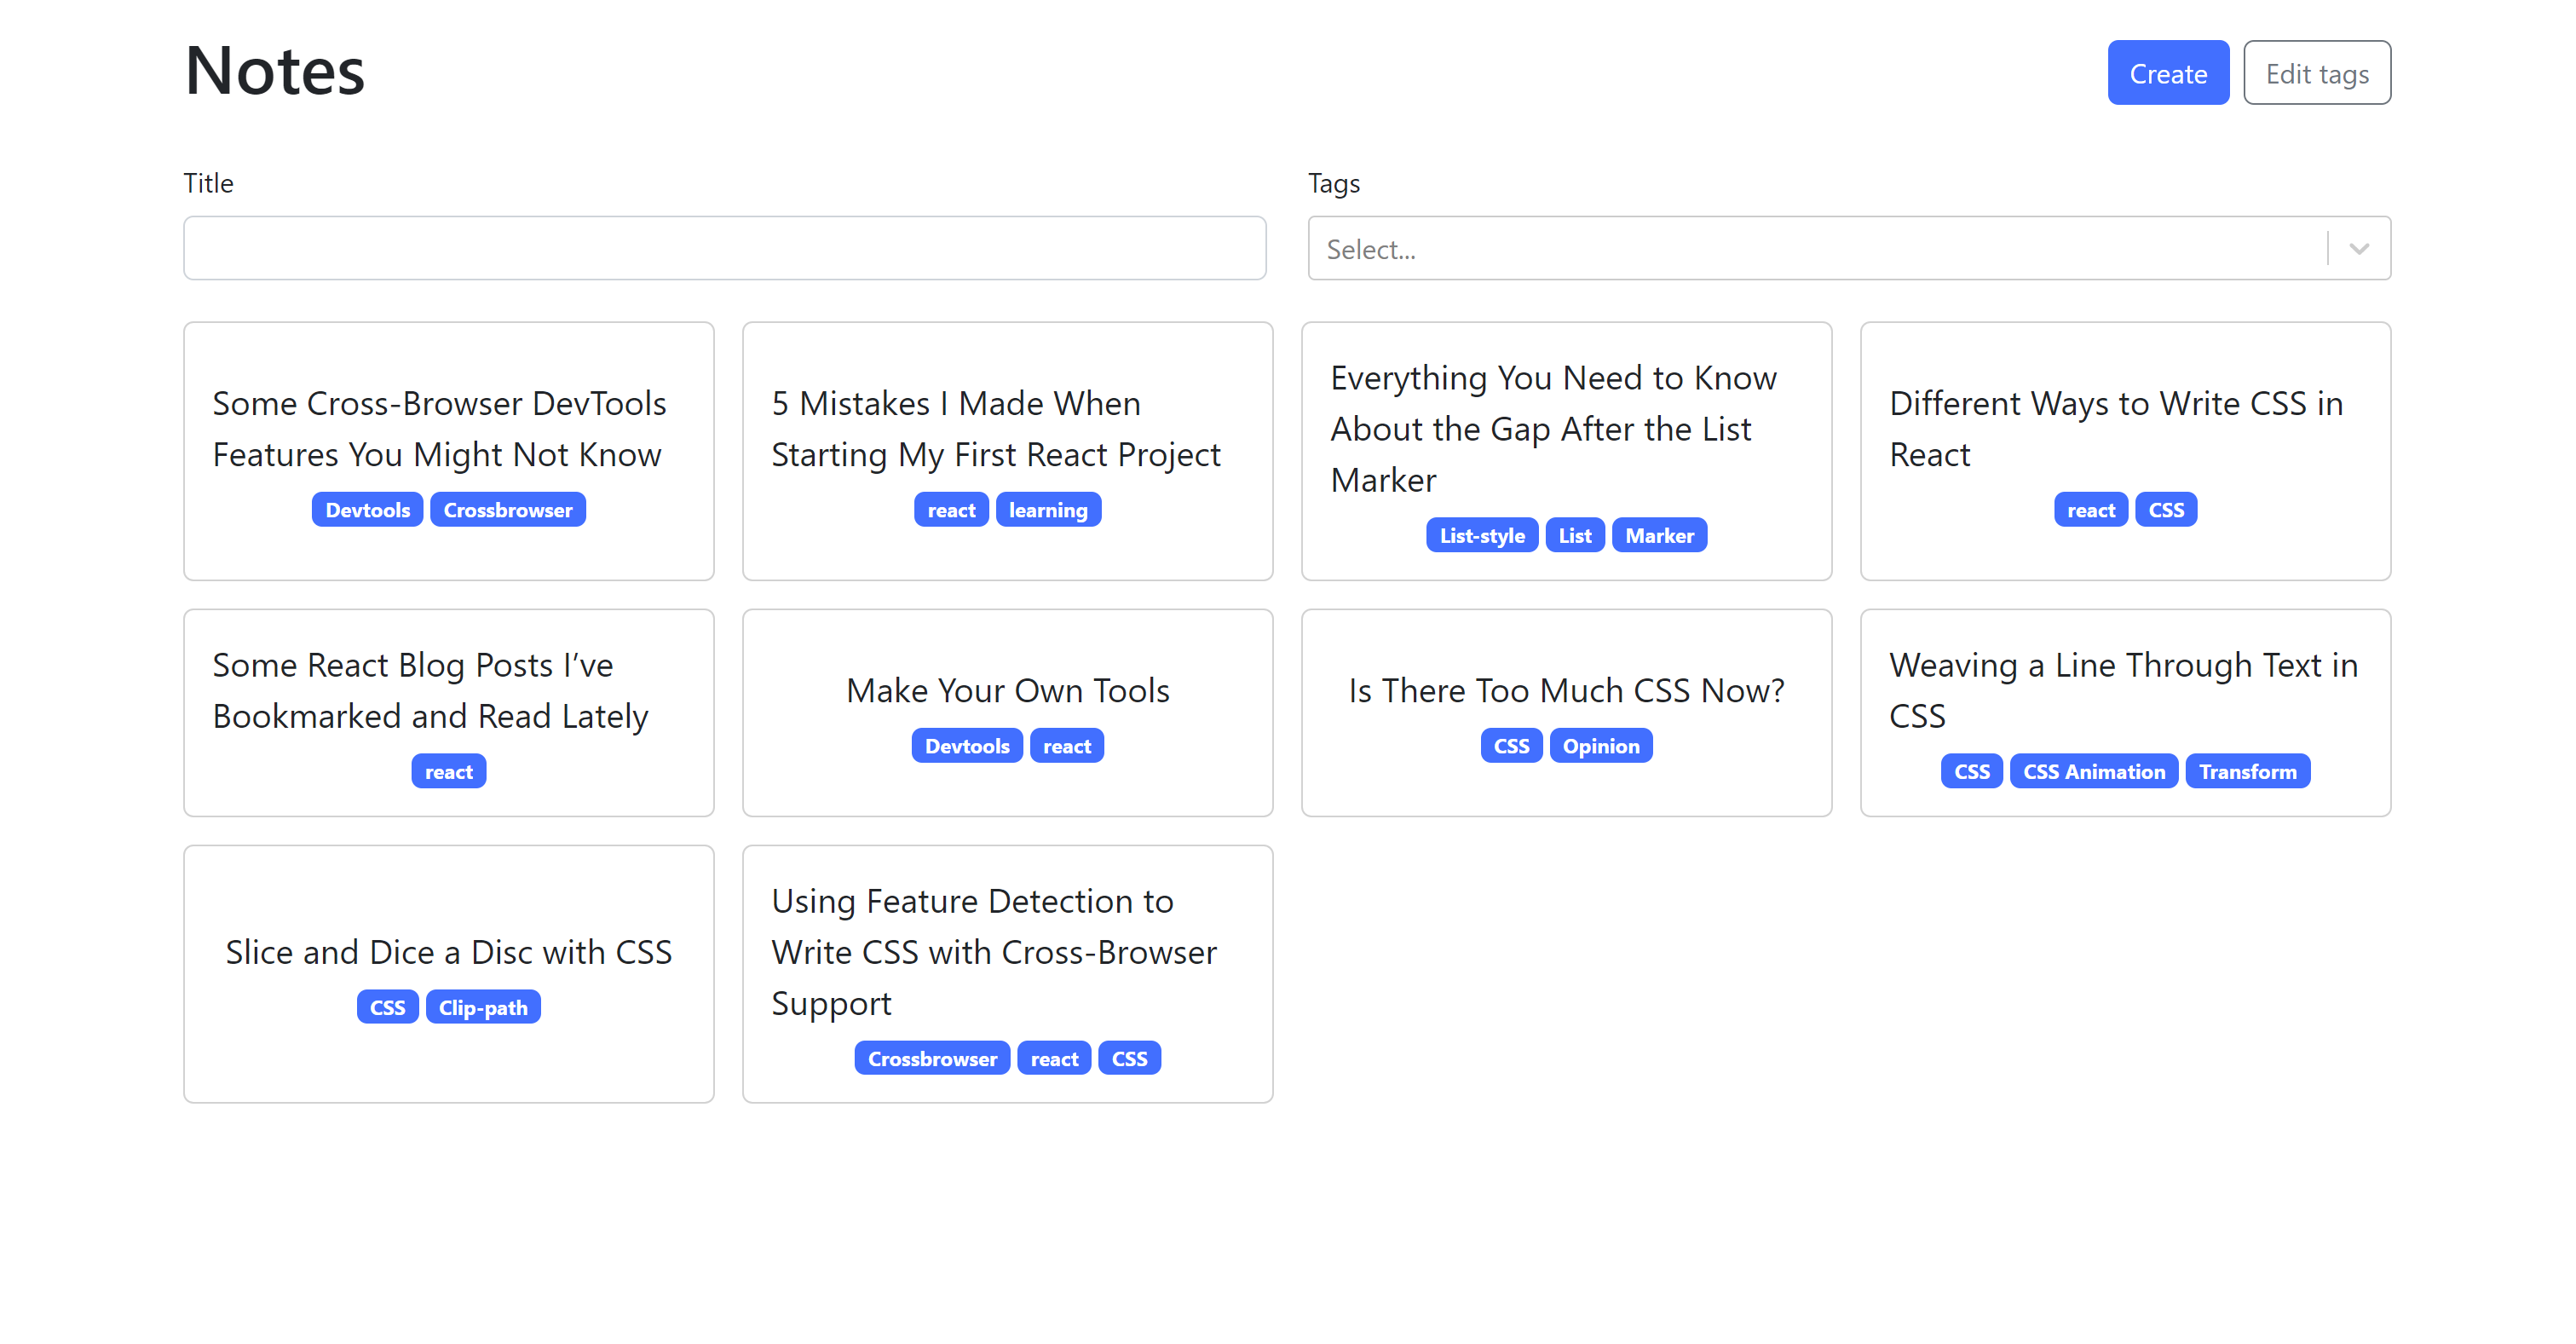 Notes
Create
Edit tags
Title
Tags
Select...
Some Cross-Browser DevTools
Features You Might Not Know
Devtools Crossbrowser
5 Mistakes I Made When
Starting My First React Project
react learning
Everything You Need to Know
About the Gap After the List
Marker
List-style List Marker
Different Ways to Write CSS in
React
react CSS
Some React Blog Posts I’ve
Bookmarked and Read Lately
react
Make Your Own Tools
Devtools react
Is There Too Much CSS Now?
CSS Opinion
Weaving a Line Through Text in
CSS
CSS CSS Animation Transform
Slice and Dice a Disc with CSS
CSS Clip-path
Using Feature Detection to
Write CSS with Cross-Browser
Support
Crossbrowser react CSS